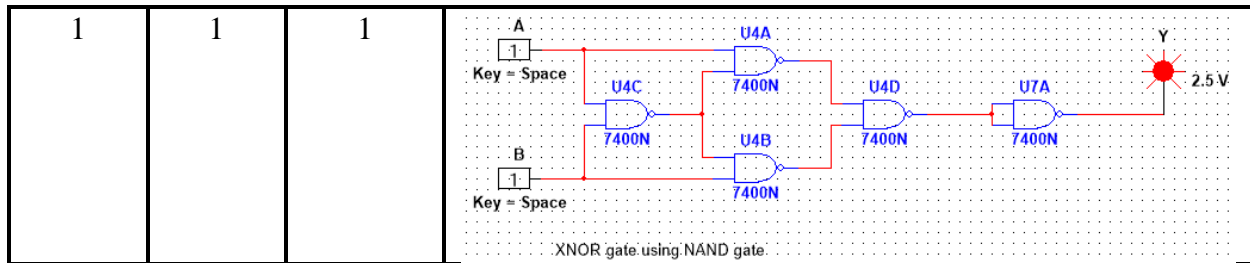 1 1 1
A
1
Key = Space
U4A
7400N
U4C
7400N
U4B
7400N
U4D
7400N
U7A
7400N
Y
2.5 V
B
1
Key = Space
XNOR gate using NAND gate